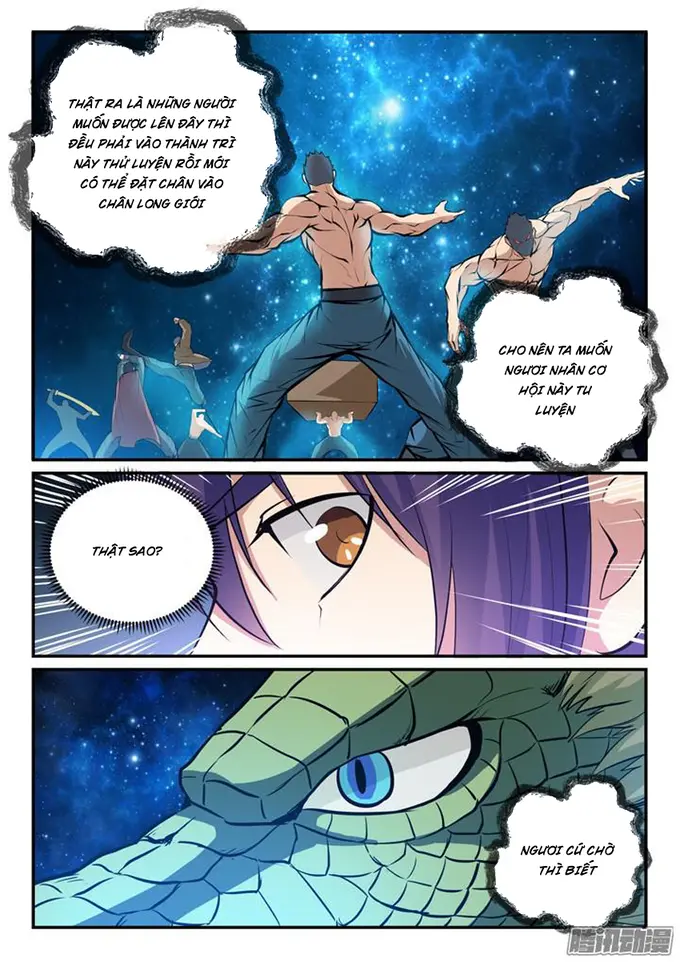 THẬT RA LÀ NHỮNG NGƯỜI
MUỐN ĐƯỢC LÊN ĐÂY THÌ
ĐỀU PHẢI VÀO THÀNH TRÌ
NÀY THỬ LUYỆN RỒI MỚI
CÓ THỂ ĐẶT CHÂN VÀO
CHÂN LONG GIỚI
CHO NÊN TA MUỐN
NGƯƠI NHÂN CƠ
HỘI NÀY TU
LUYỆN
THẬT SAO?
NGƯƠI CỨ CHỜ
THÌ BIẾT
腾讯动漫